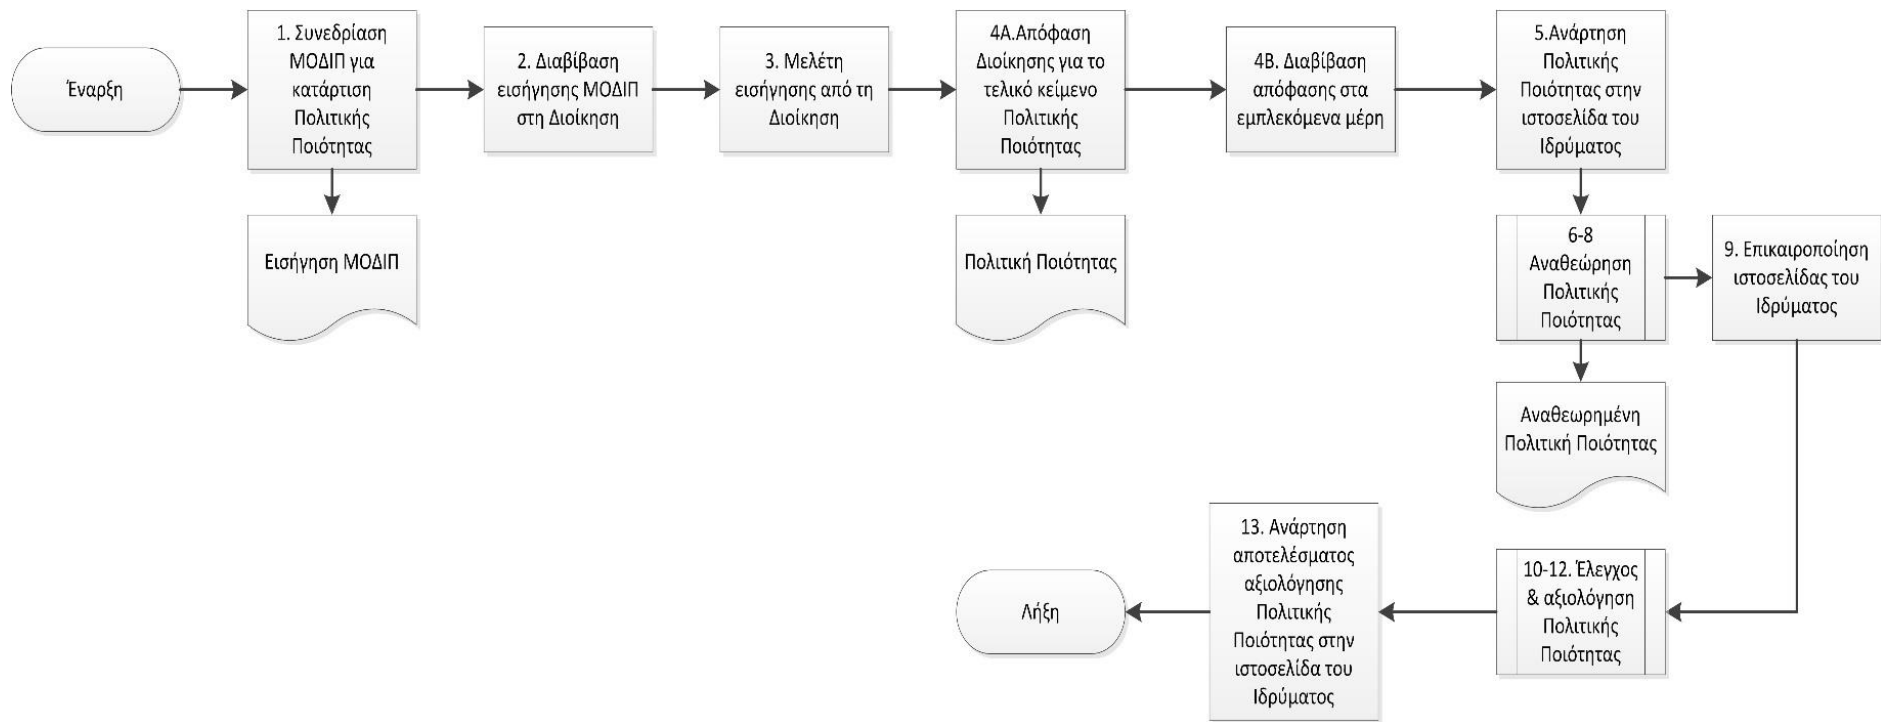 Έναρξη
1. Συνεδρίαση
ΜΟΔΙΠ για
κατάρτιση
Πολιτικής
Ποιότητας
2. Διαβίβαση
εισήγησης ΜΟΔΙΠ
στη Διοίκηση
3. Μελέτη
εισήγησης από τη
Διοίκηση
4Α.Απόφαση
Διοίκησης για το
τελικό κείμενο
Πολιτικής
Ποιότητας
4Β. Διαβίβαση
απόφασης στα
εμπλεκόμενα μέρη
5.Ανάρτηση
Πολιτικής
Ποιότητας στην
ιστοσελίδα του
Ιδρύματος
Εισήγηση ΜΟΔΙΠ
Πολιτική Ποιότητας
6-8
Αναθεώρηση
Πολιτικής
Ποιότητας
9. Επικαιροποίηση
ιστοσελίδας του
Ιδρύματος
Αναθεωρημένη
Πολιτική Ποιότητας
10-12. Έλεγχος
& αξιολόγηση
Πολιτικής
Ποιότητας
13. Ανάρτηση
αποτελέσματος
αξιολόγησης
Πολιτικής
Ποιότητας στην
ιστοσελίδα του
Ιδρύματος
Λήξη